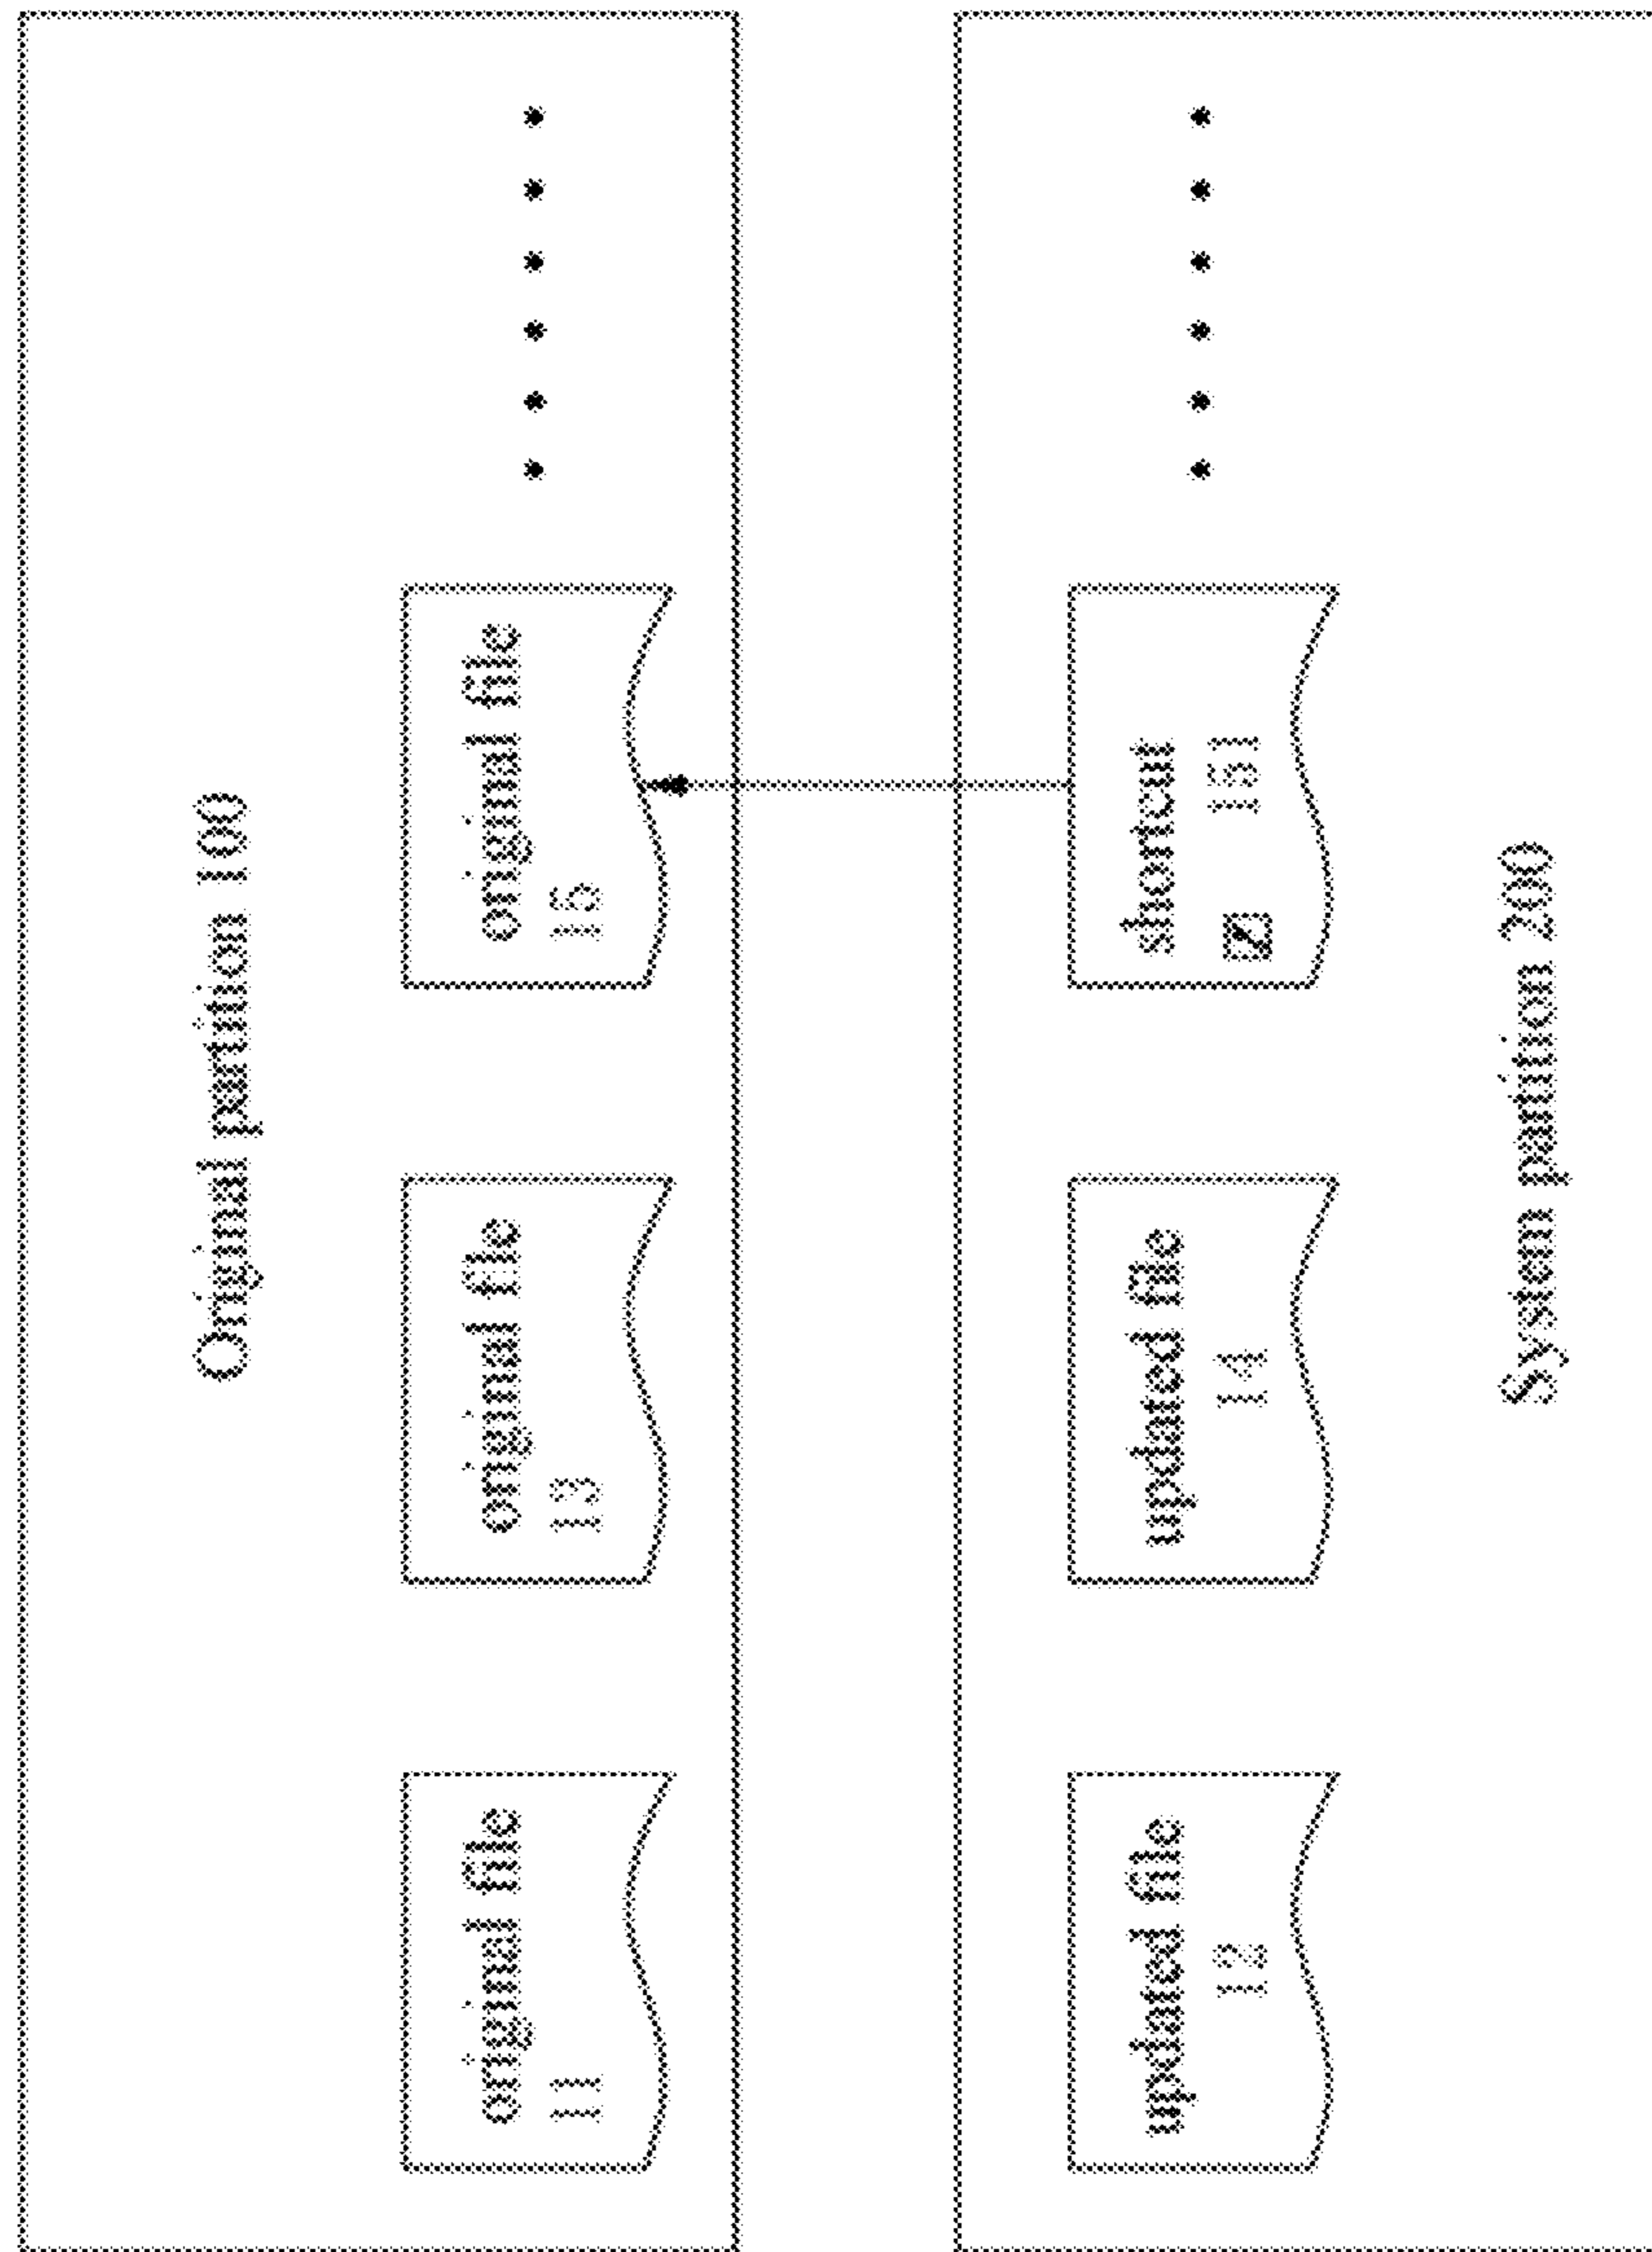 Original partition 100
original file
11
original file
13
original file
15
updated file
12
updated file
14
shortcut
151
System partition 200